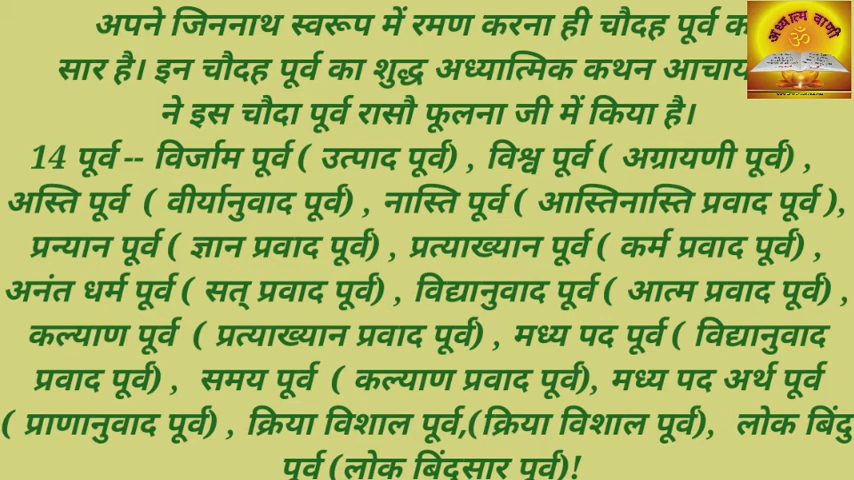 अपने जिननाथ स्वरूप में रमण करना ही चौदह पूर्व
सार है। इन चौदह पूर्व का शुद्ध अध्यात्मिक कथन
ने इस चौदा पूर्व रासौ फूलना जी में किया है।
14 पूर्व -- विर्जाम पूर्व ( उत्पाद पूर्व) , विश्व पूर्व ( अग्रायणी पूर्व) ,
अस्ति पूर्व ( वीर्यानुवाद पूर्व) , नास्ति पूर्व ( आस्तिनास्ति प्रवाद पूर्व ),
प्रन्यान पूर्व ( ज्ञान प्रवाद पूर्व) , प्रत्याख्यान पूर्व ( कर्म प्रवाद पूर्व) ,
अनंत धर्म पूर्व ( सत् प्रवाद पूर्व) , विद्यानुवाद पूर्व ( आत्म प्रवाद पूर्व) ,
कल्याण पूर्व ( प्रत्याख्यान प्रवाद पूर्व) , मध्य पद पूर्व ( विद्यानुवाद
प्रवाद पूर्व) , समय पूर्व ( कल्याण प्रवाद पूर्व), मध्य पद अर्थ पूर्व
( प्राणानुवाद पूर्व) , क्रिया विशाल पूर्व,(क्रिया विशाल पूर्व), लोक बिंदु
पूर्व (लोक बिंदुसार पूर्व)!
अध्यात्म वाणी
ॐ